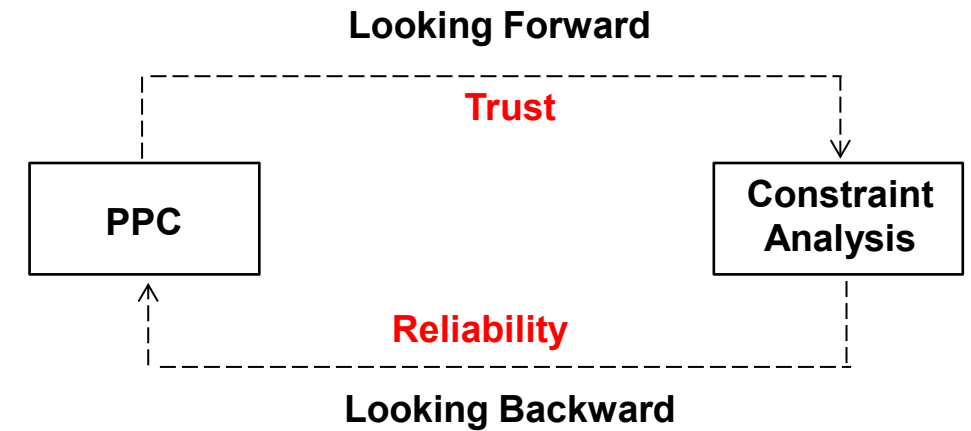 Looking Forward
Trust
PPC
Constraint
Analysis
Reliability
Looking Backward